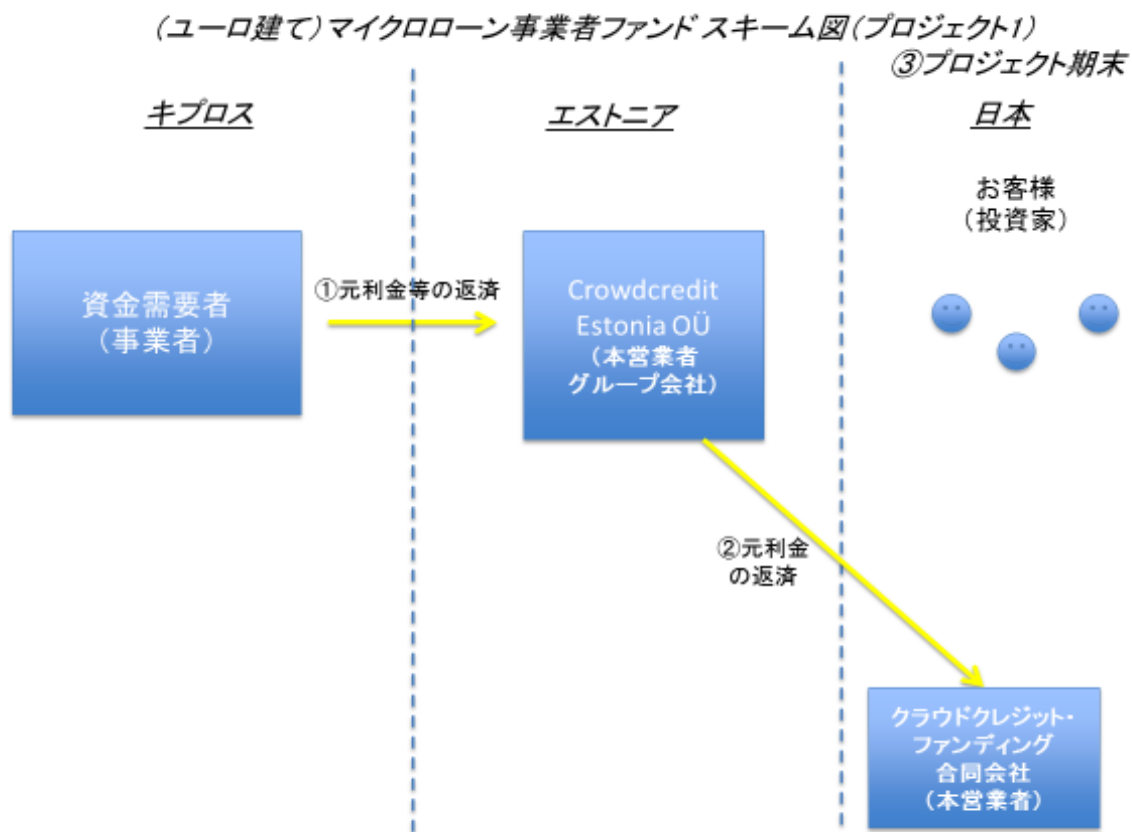 (ユーロ建て)マイクロローン事業者ファンド スキーム図(プロジェクト1)
③プロジェクト期末
キプロス
エストニア
日本
お客様
(投資家)
資金需要者
(事業者)
①元利金等の返済
Crowdcredit
Estonia OÜ
(本営業者
グループ会社)
②元利金
の返済
クラウドクレジット・
ファンディング
合同会社
(本営業者)